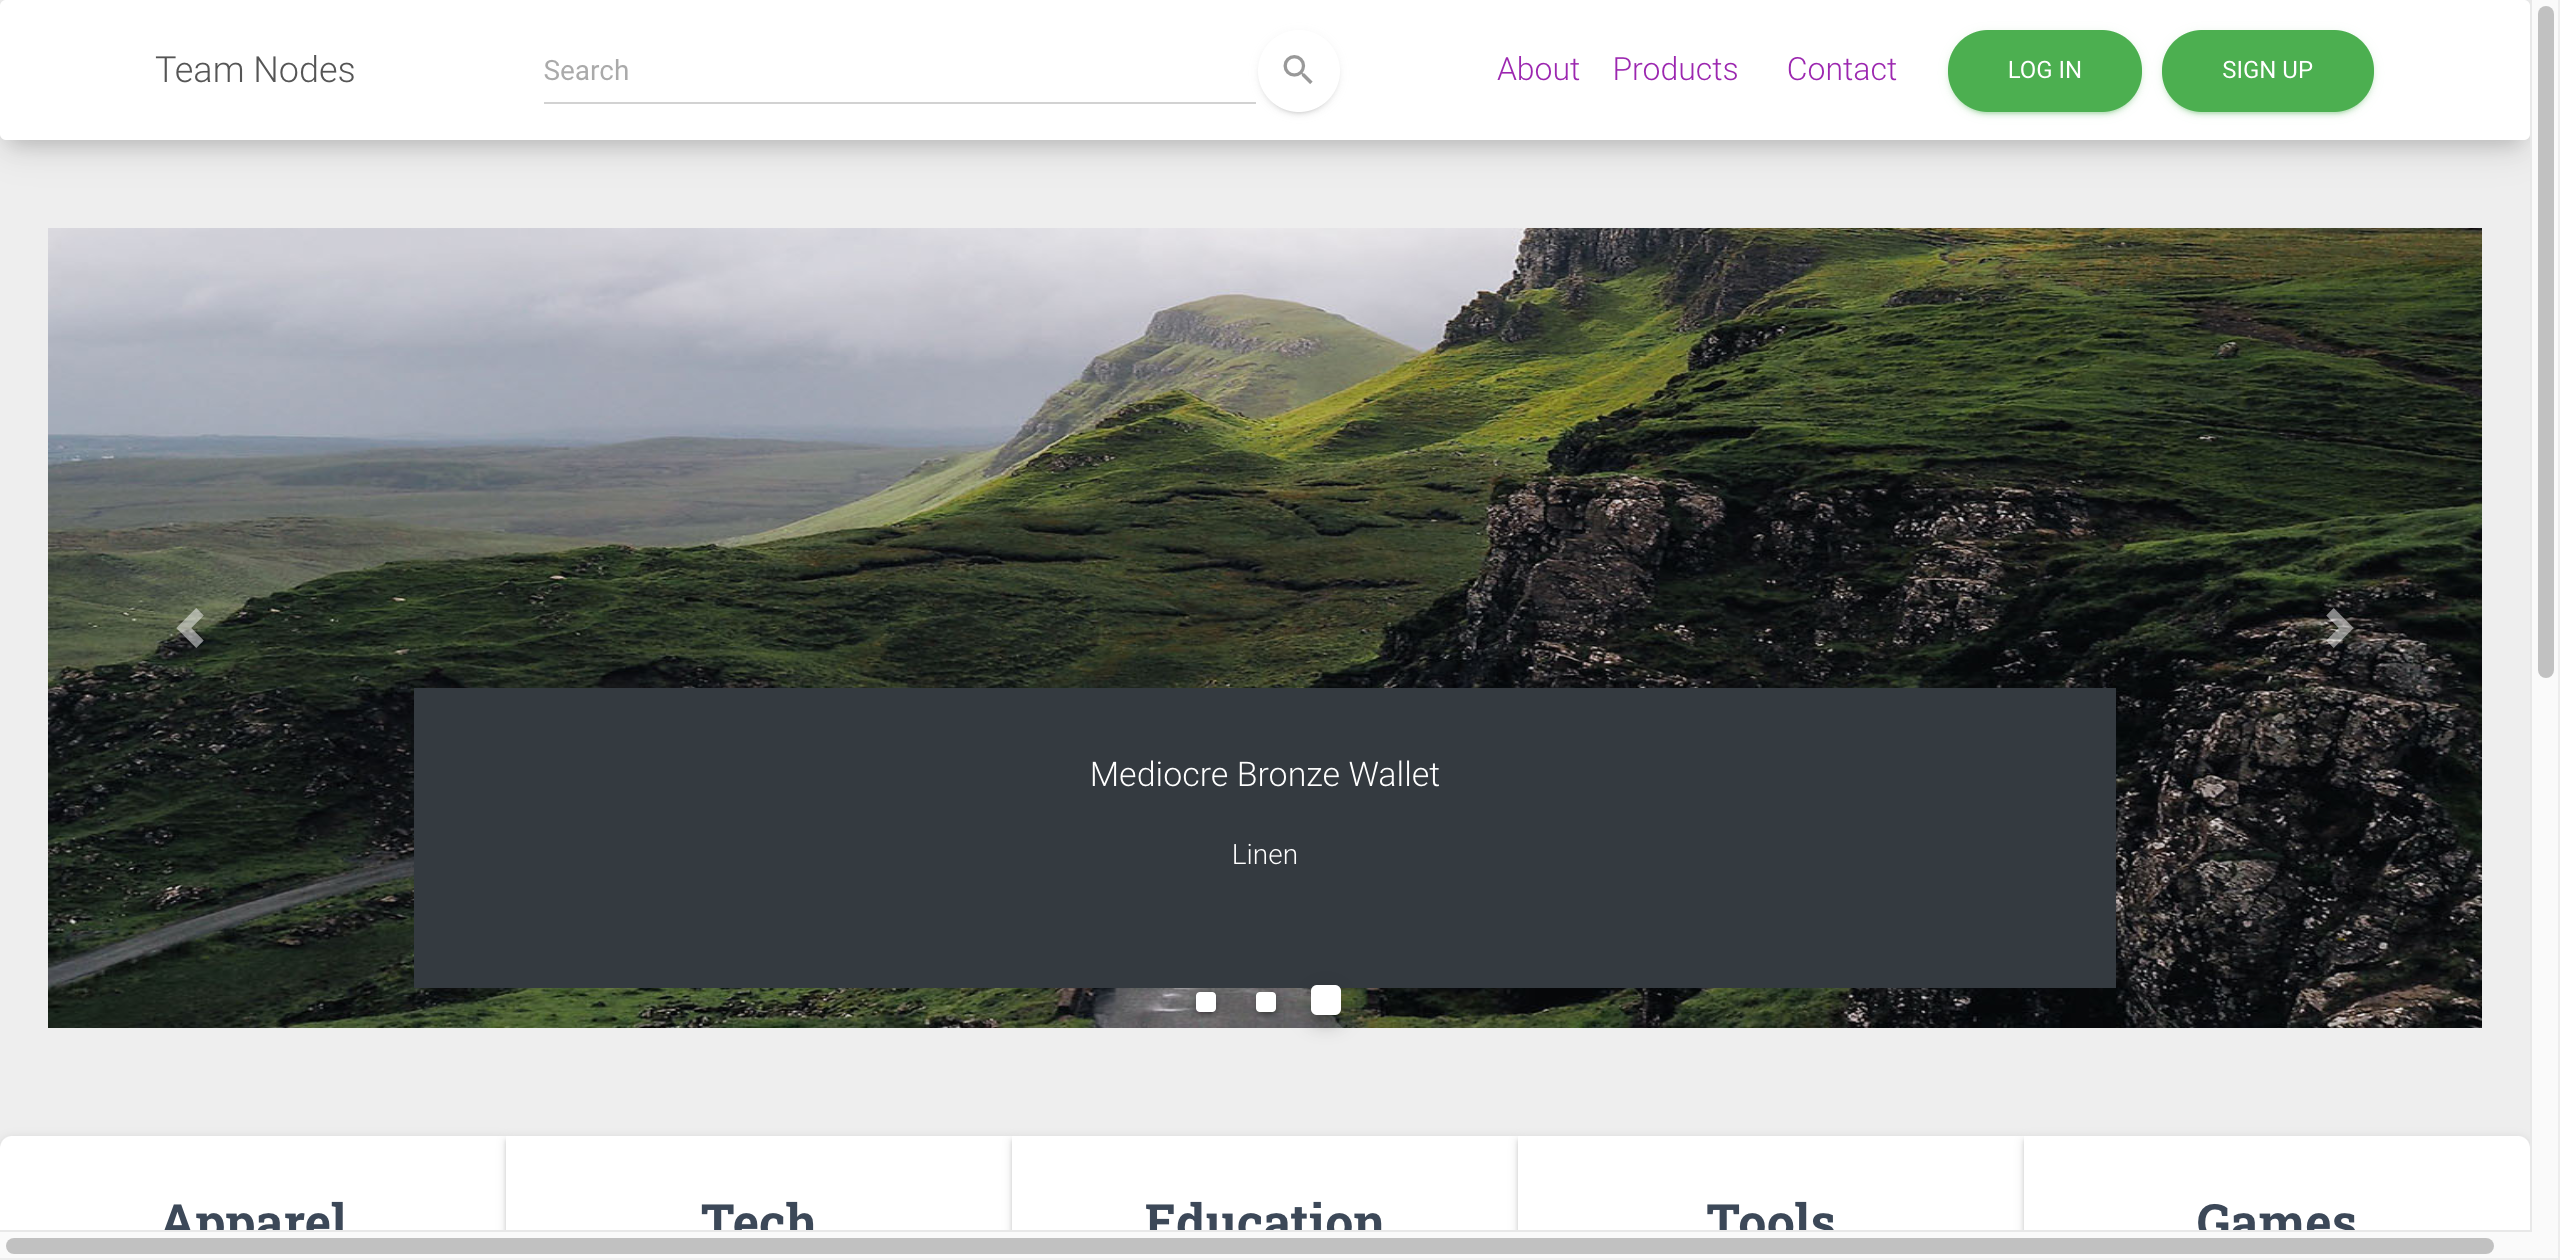 Team Nodes
Search
About Products Contact LOG IN SIGN UP
Mediocre Bronze Wallet
Linen
Apparel Tech Education Tools Games